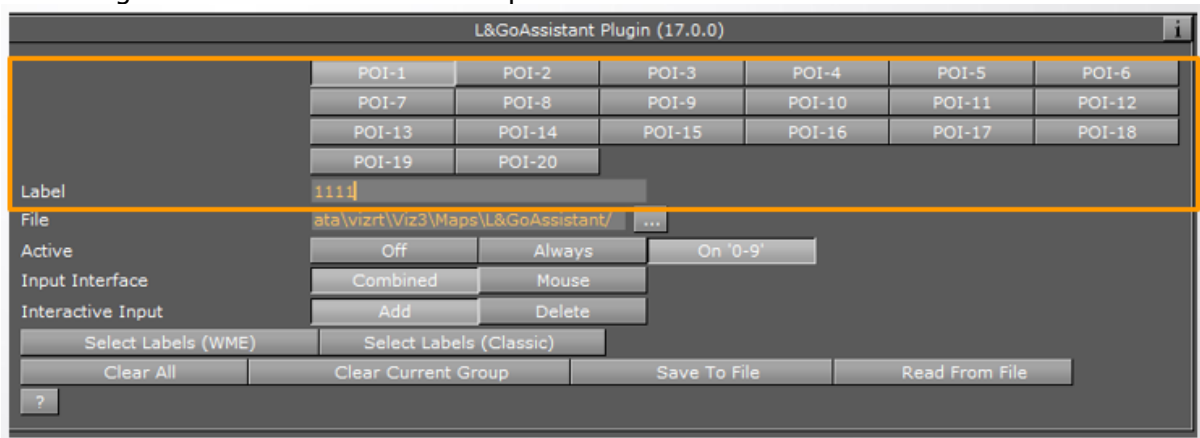 L&GoAssistant Plugin (17.0.0) i
POI-1 POI-2 POI-3 POI-4 POI-5 POI-6
POI-7 POI-8 POI-9 POI-10 POI-11 POI-12
POI-13 POI-14 POI-15 POI-16 POI-17 POI-18
POI-19 POI-20
Label 1111
File ata\vizrt\Viz3\Maps\L&GoAssistant/ ...
Active Off Always On '0-9'
Input Interface Combined Mouse
Interactive Input Add Delete
Select Labels (WME) Select Labels (Classic)
Clear All Clear Current Group Save To File Read From File
?